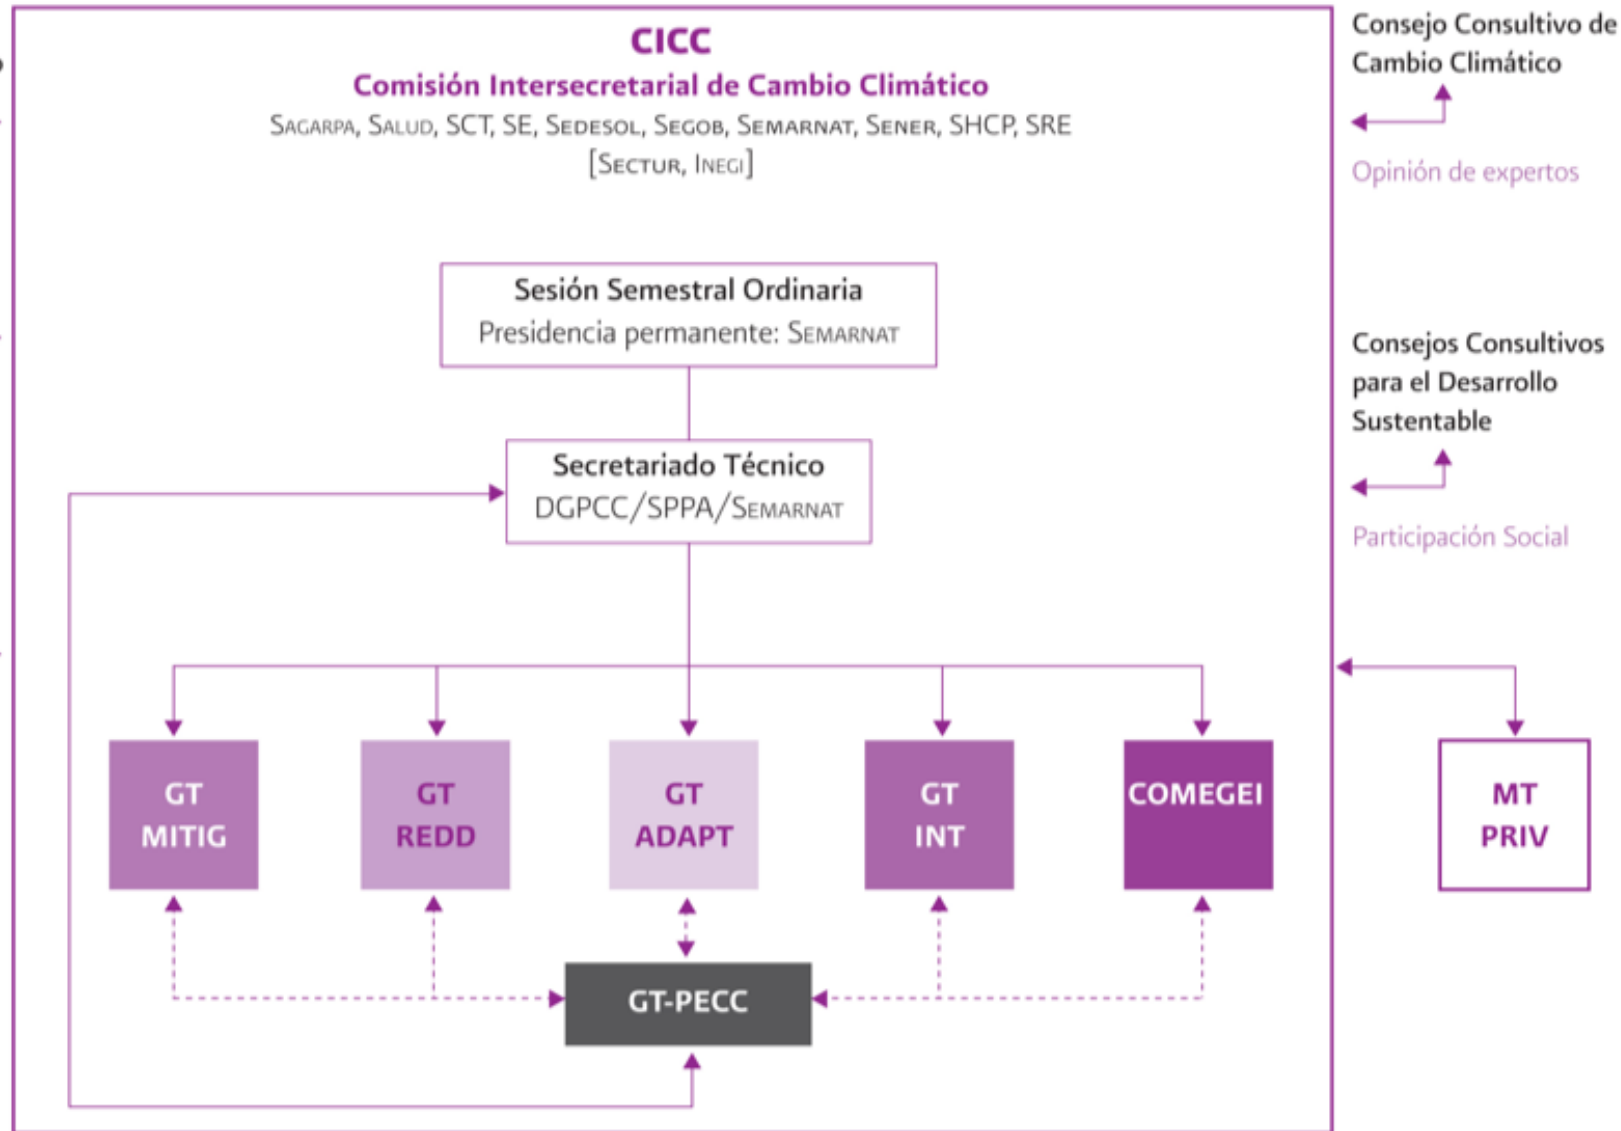 CICC
Comisión Intersecretarial de Cambio Climático
SAGARPA, SALUD, SCT, SE, SEDESOL, SEGOB, SEMARNAT, SENER, SHCP, SRE
[SECTUR, INEGI]
Sesión Semestral Ordinaria
Presidencia permanente: SEMARNAT
Secretariado Técnico
DGPCC/SPPA/SEMARNAT
GT
MITIG
GT
REDD
GT
ADAPT
GT
INT
COMEGEI
GT-PECC
Consejo Consultivo de
Cambio Climático
Opinión de expertos
Consejos Consultivos
para el Desarrollo
Sustentable
Participación Social
MT
PRIV